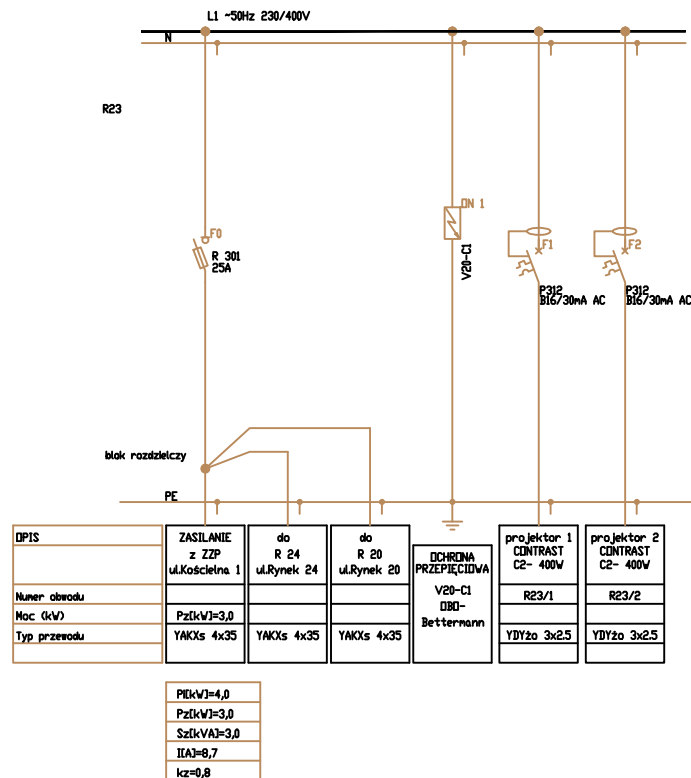 L1 ~50Hz 230/400V
N
R23
F0
R 301
25A
ON 1
V20-C1
F1
P312
B16/30mA AC
F2
P312
B16/30mA AC
blok rozdzielczy
PE
OPIS
ZASILANIE
z ZZP
ul.Kościelna 1
do
R 24
ul.Rynek 24
do
R 20
ul.Rynek 20
OCHRONA
PRZEPIĘCIOWA
V20-C1
OBO-
Bettermann
projektor 1
CONTRAST
C2- 400W
projektor 2
CONTRAST
C2- 400W
Numer obwodu
R23/1
R23/2
Moc (kW)
Pz[kW]=3,0
Typ przewodu
YAKXs 4x35
YAKXs 4x35
YAKXs 4x35
YDYżo 3x2.5
YDYżo 3x2.5
Pi[kW]=4,0
Pz[kW]=3,0
Sz[kVA]=3,0
I[A]=8,7
kz=0,8